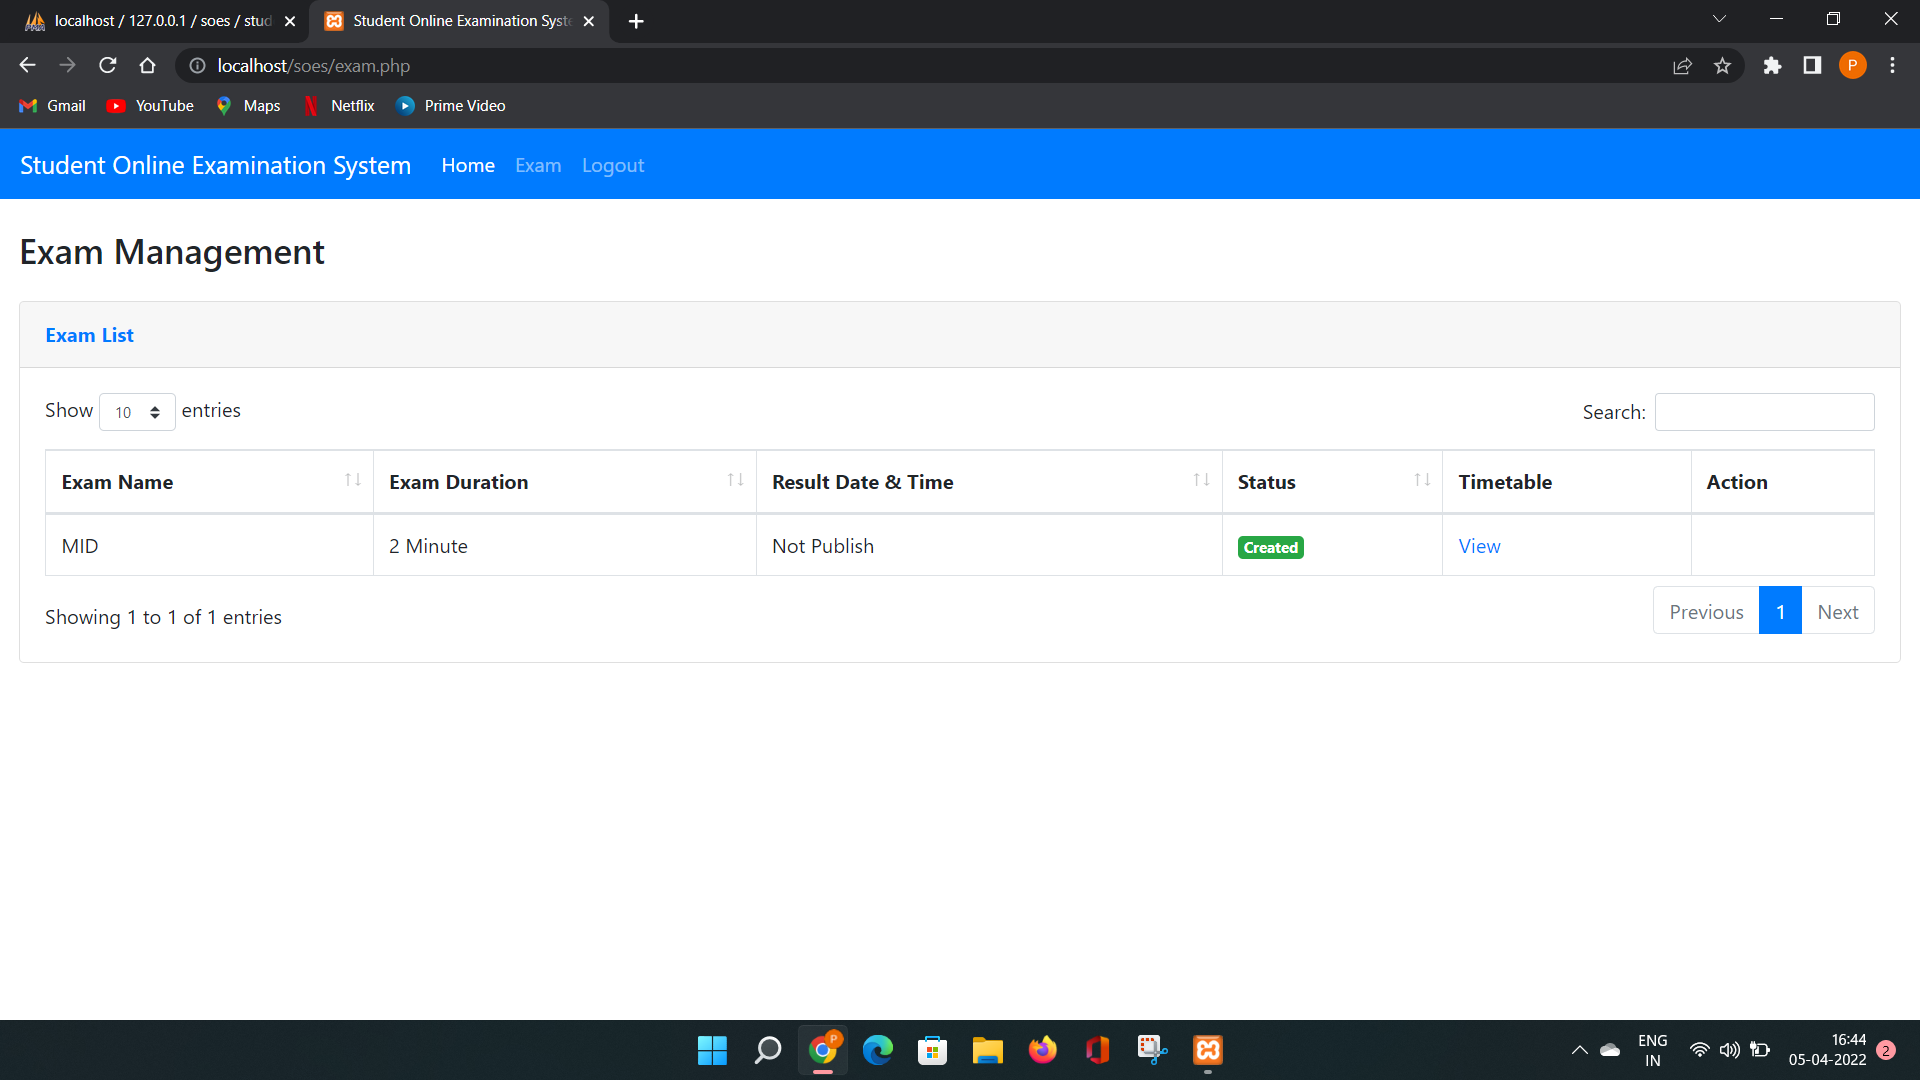 localhost / 127.0.0.1 / soes / stud
Student Online Examination Syste
localhost/soes/exam.php
P
Gmail YouTube Maps Netflix Prime Video
Student Online Examination System Home Exam Logout
Exam Management
Exam List
Show 10 entries Search:
Exam Name Exam Duration Result Date & Time Status Timetable Action
MID 2 Minute Not Publish Created View
Showing 1 to 1 of 1 entries Previous 1 Next
P
ENG
IN
16:44
05-04-2022
2